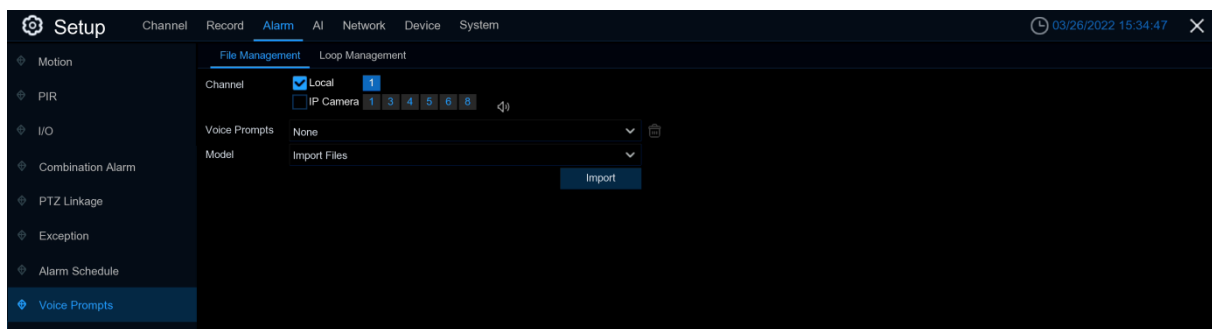 Setup Channel Record Alarm AI Network Device System 03/26/2022 15:34:47
File Management Loop Management
Motion
PIR
I/O
Combination Alarm
PTZ Linkage
Exception
Alarm Schedule
Voice Prompts
Channel Local 1
IP Camera 1 3 4 5 6 8
Voice Prompts None
Model Import Files
Import